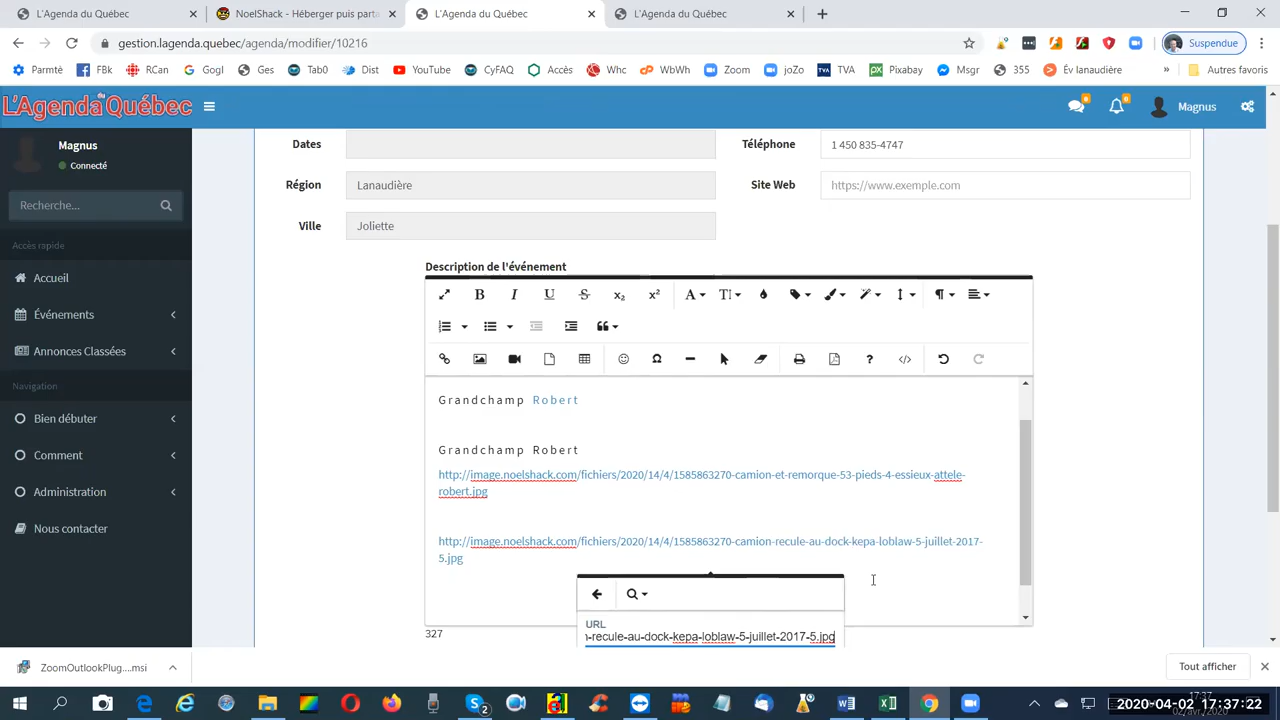 L'Agenda du Québec
NoelShack - Héberger puis part
L'Agenda du Québec
L'Agenda du Québec
gestion.lagenda.quebec/agenda/modifier/10216
Suspendue
Parmtè
FBk
RCan
Gogl
Ges
Tab0
Dist
YouTube
CyFAQ
Accès
Whc
WbWh
Zoom
joZo
TVA
Pixabay
Msgr
355
Év lanaudière
»
Autres favoris
L'Agenda du Québec
0
0
Magnus
Magnus
Connecté
Recherche...
Accès rapide
Accueil
Événements
Annonces Classées
Navigation
Bien débuter
Comment
Administration
Nous contacter
Dates
Téléphone
1 450 835-4747
Région
Lanaudière
Site Web
https://www.exemple.com
Ville
Joliette
Description de l'événement
Grandchamp Robert
Grandchamp Robert
http://image.noelshack.com/fichiers/2020/14/4/1585863270-camion-et-remorque-53-pieds-4-essieux-attele-
robert.jpg
http://image.noelshack.com/fichiers/2020/14/4/1585863270-camion-recule-au-dock-kepa-loblaw-5-juillet-2017-
5.jpg
URL
-recule-au-dock-kepa-loblaw-5-juillet-2017-5.jpg
327
ZoomOutlookPlug....msi
Tout afficher
2
17:37
2020-04-02 17:37:22